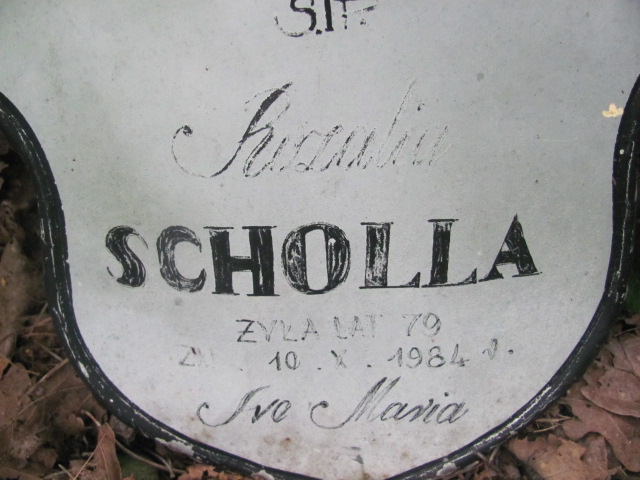 Ś.P.
Rozalia
SCHOLLA
ŻYŁA LAT 79
ZM. 10.X.1984 r.
Ave Maria